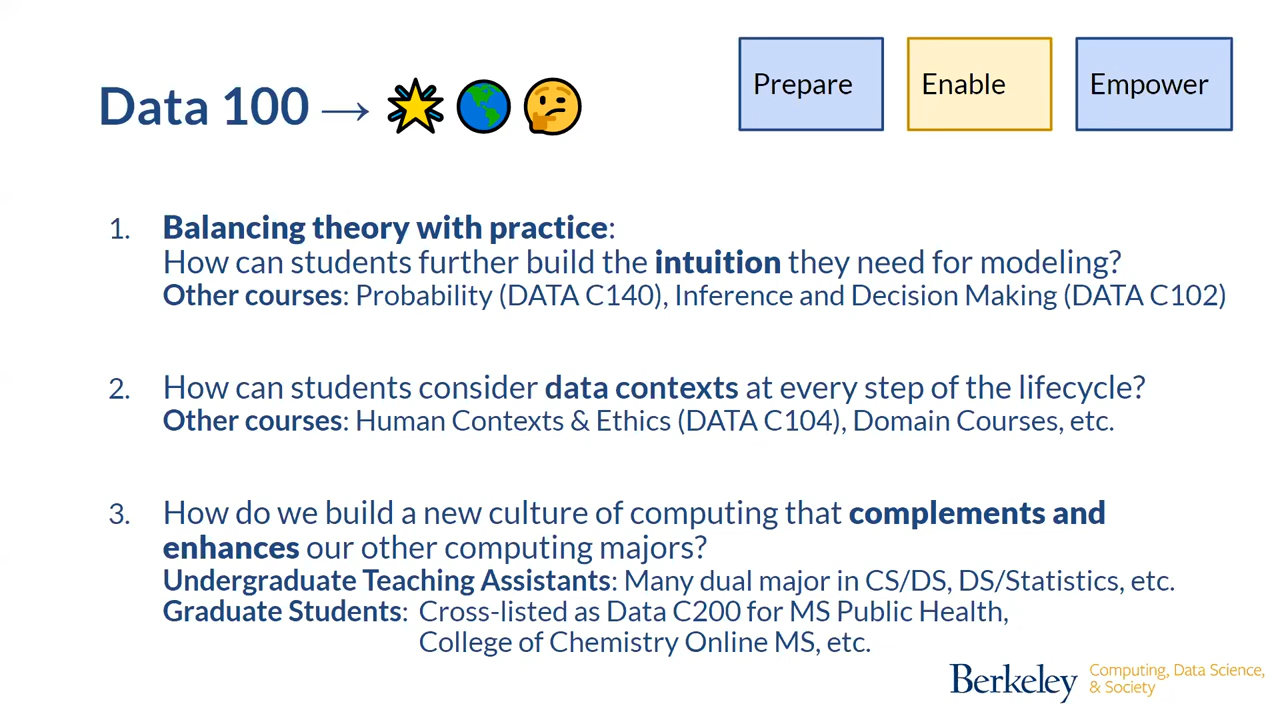 Data 100 → 🌟 🌎 🤔
Prepare
Enable
Empower
1. Balancing theory with practice:
How can students further build the intuition they need for modeling?
Other courses: Probability (DATA C140), Inference and Decision Making (DATA C102)
2. How can students consider data contexts at every step of the lifecycle?
Other courses: Human Contexts & Ethics (DATA C104), Domain Courses, etc.
3. How do we build a new culture of computing that complements and
enhances our other computing majors?
Undergraduate Teaching Assistants: Many dual major in CS/DS, DS/Statistics, etc.
Graduate Students: Cross-listed as Data C200 for MS Public Health,
College of Chemistry Online MS, etc.
Berkeley
Computing, Data Science,
& Society